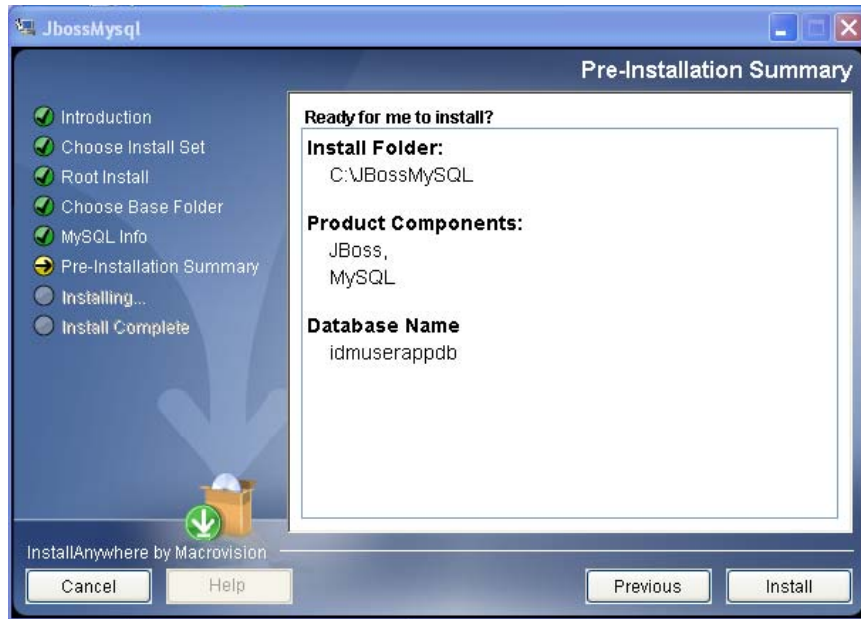 JbossMysql
Pre-Installation Summary
Introduction
Choose Install Set
Root Install
Choose Base Folder
MySQL Info
Pre-Installation Summary
Installing...
Install Complete
Ready for me to install?
Install Folder:
C:\JBossMySQL
Product Components:
JBoss,
MySQL
Database Name
idmuserappdb
InstallAnywhere by Macrovision
Cancel
Help
Previous
Install